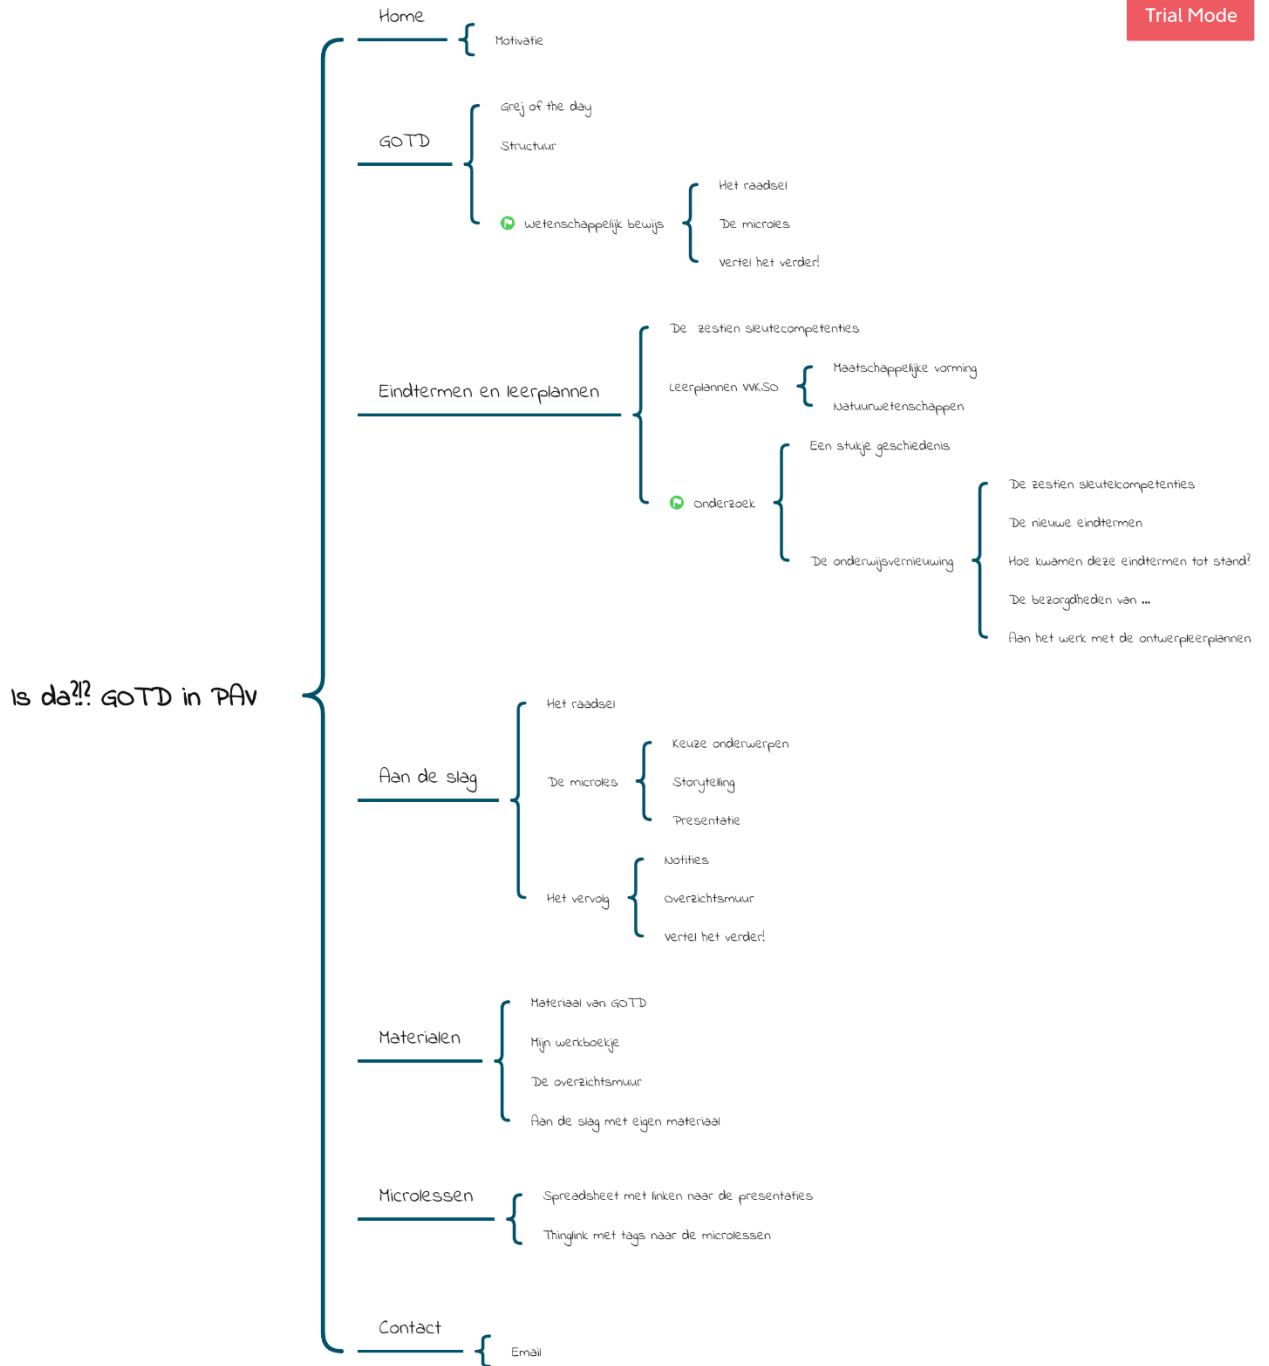 Trial Mode
Is da?!? GOTD in PAV
Home
Motivatie
GOTD
Grej of the day
Structuur
Wetenschappelijk bewijs
Het raadsel
De microles
Vertel het verder!
Eindtermen en leerplannen
De zestien sleutecompetenties
Leerplannen VVKSO
Maatschappelijke vorming
Natuurwetenschappen
Onderzoek
Een stukje geschiedenis
De onderwijsvernieuwing
De zestien sleutelcompetenties
De nieuwe eindtermen
Hoe kwamen deze eindtermen tot stand?
De bezorgdheden van ...
Aan het werk met de ontwerpleerplannen
Aan de slag
Het raadsel
De microles
Keuze onderwerpen
Storytelling
Presentatie
Het vervolg
Notities
Overzichtsmuur
Vertel het verder!
Materialen
Materiaal van GOTD
Mijn werkboekje
De overzichtsmuur
Aan de slag met eigen materiaal
Microlessen
Spreadsheet met linken naar de presentaties
Thinglink met tags naar de microlessen
Contact
Email